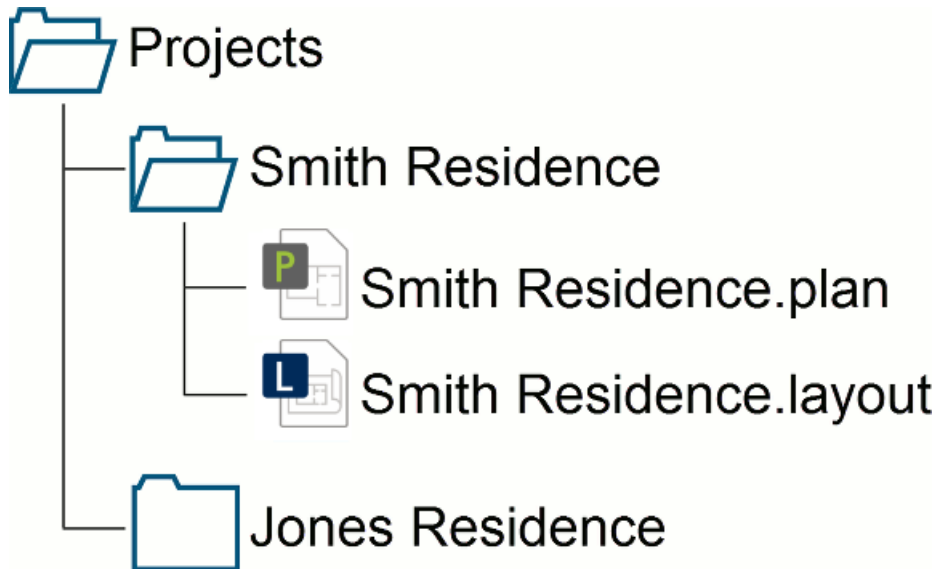 Projects
Smith Residence
P
Smith Residence.plan
L
Smith Residence.layout
Jones Residence